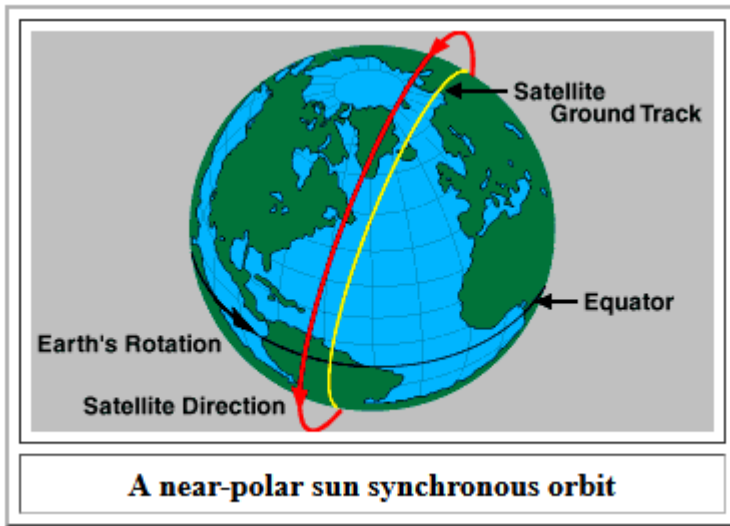 Satellite
Ground Track
Equator
Earth's Rotation
Satellite Direction
A near-polar sun synchronous orbit